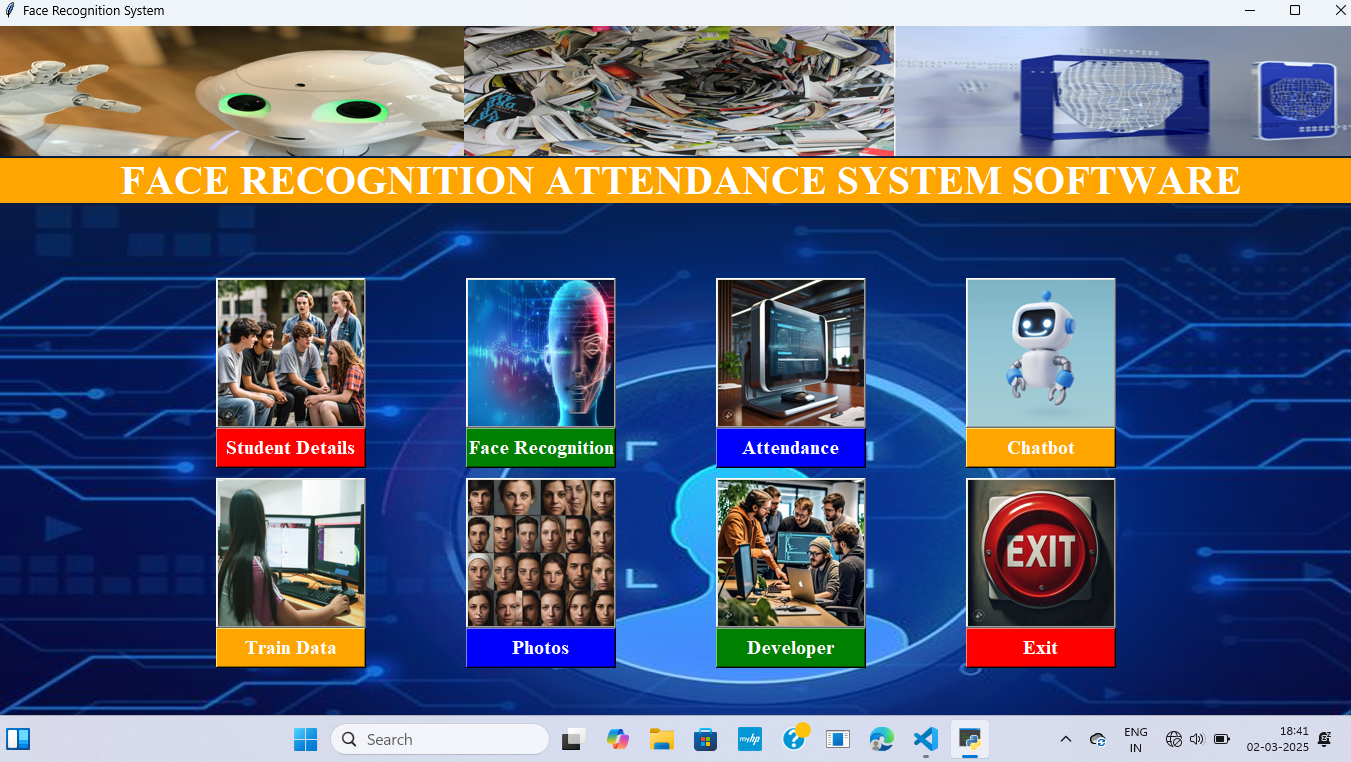 Face Recognition System
FACE RECOGNITION ATTENDANCE SYSTEM SOFTWARE
Student Details
Face Recognition
Attendance
Chatbot
EXIT
Train Data
Photos
Developer
Exit
Search
myhp
ENG
IN
18:41
02-03-2025